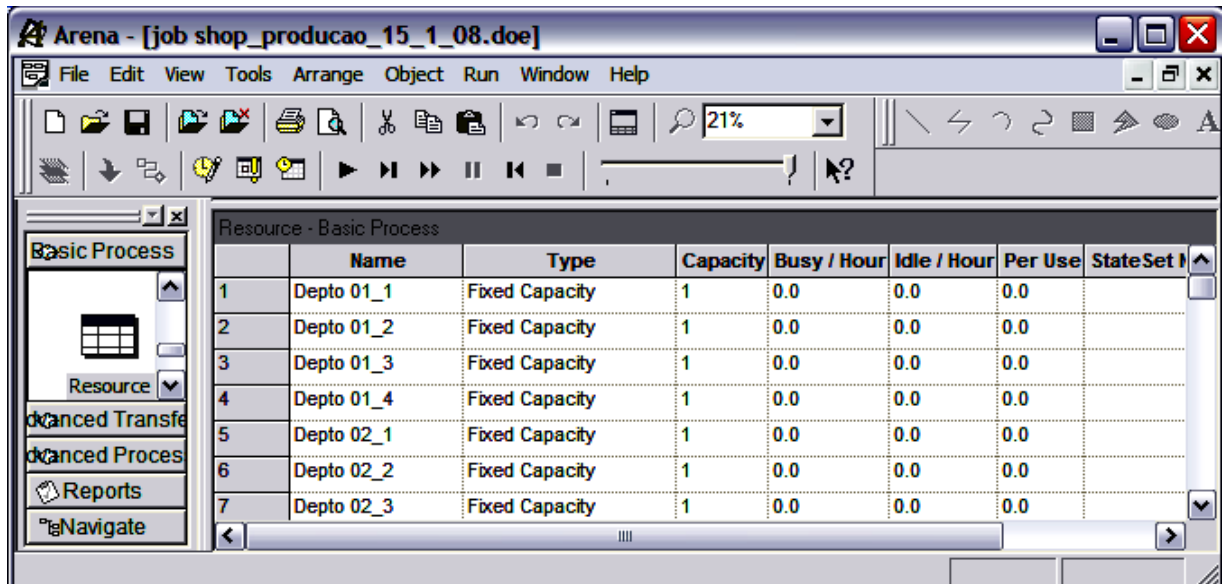 Arena - [job shop_producao_15_1_08.doe]
File Edit View Tools Arrange Object Run Window Help
21%
A
Basic Process
Resource
dvanced Transfe
dvanced Proces
Reports
Navigate
Resource - Basic Process
Name Type Capacity Busy / Hour Idle / Hour Per Use StateSet N
1 Depto 01_1 Fixed Capacity 1 0.0 0.0 0.0
2 Depto 01_2 Fixed Capacity 1 0.0 0.0 0.0
3 Depto 01_3 Fixed Capacity 1 0.0 0.0 0.0
4 Depto 01_4 Fixed Capacity 1 0.0 0.0 0.0
5 Depto 02_1 Fixed Capacity 1 0.0 0.0 0.0
6 Depto 02_2 Fixed Capacity 1 0.0 0.0 0.0
7 Depto 02_3 Fixed Capacity 1 0.0 0.0 0.0